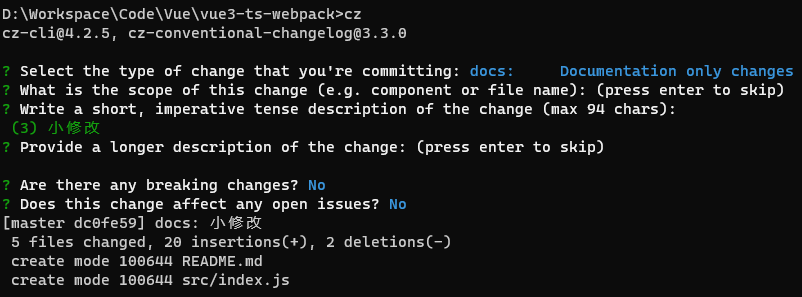 D:\Workspace\Code\Vue\vue3-ts-webpack>cz
cz-cli@4.2.5, cz-conventional-changelog@3.3.0
? Select the type of change that you're committing: docs:     Documentation only changes
? What is the scope of this change (e.g. component or file name): (press enter to skip)
? Write a short, imperative tense description of the change (max 94 chars):
(3) 小修改
? Provide a longer description of the change: (press enter to skip)
? Are there any breaking changes? No
? Does this change affect any open issues? No
[master dc0fe59] docs: 小修改
5 files changed, 20 insertions(+), 2 deletions(-)
create mode 100644 README.md
create mode 100644 src/index.js